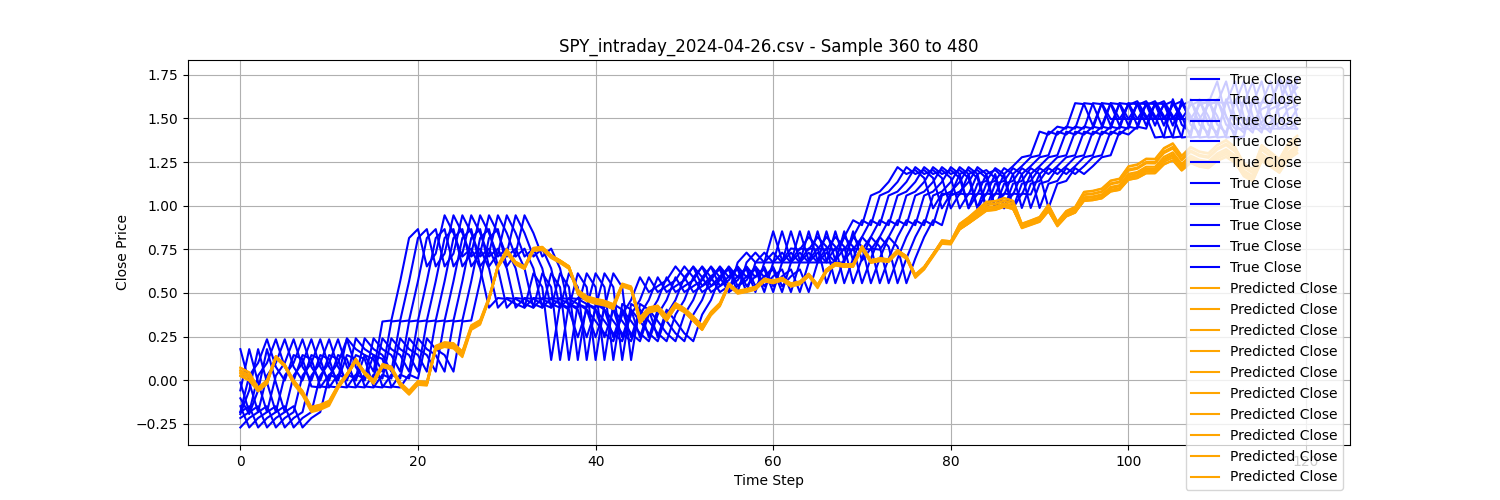 SPY_intraday_2024-04-26.csv - Sample 360 to 480
Close Price
1.75
1.50
1.25
1.00
0.75
0.50
0.25
0.00
−0.25
0
20
40
60
80
100
120
Time Step
True Close
True Close
True Close
True Close
True Close
True Close
True Close
True Close
True Close
True Close
Predicted Close
Predicted Close
Predicted Close
Predicted Close
Predicted Close
Predicted Close
Predicted Close
Predicted Close
Predicted Close
Predicted Close